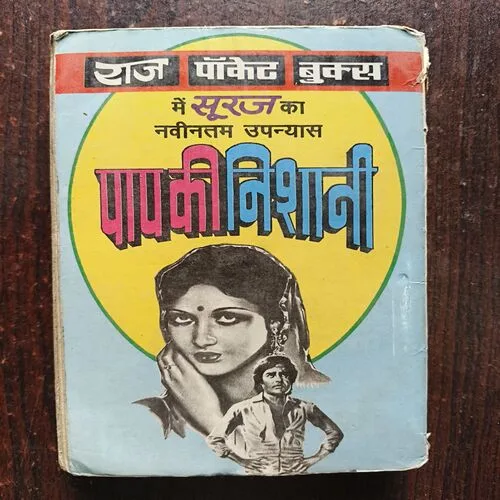 राज पॉकेट बुक्स
में सूरज का
नवीनतम उपन्यास
पाप की निशानी